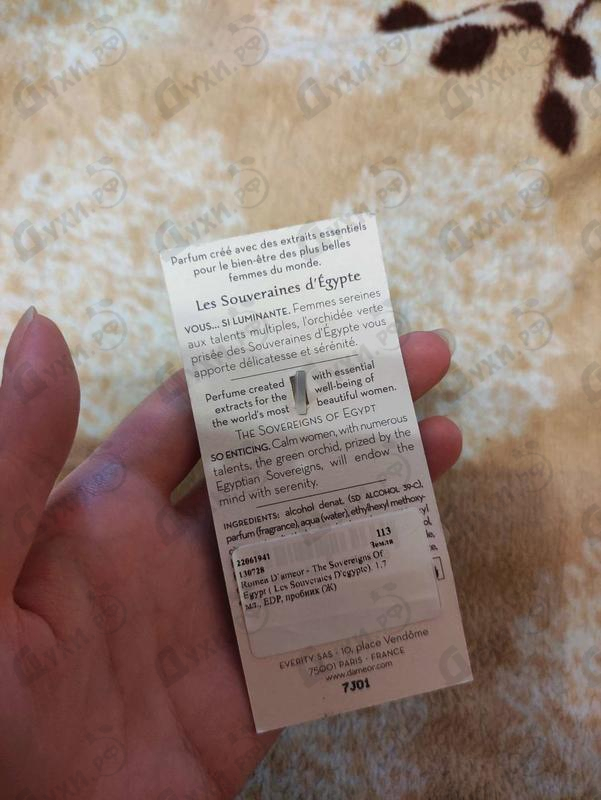 Parfum créé avec des extraits essentiels
pour le bien-être des plus belles
femmes du monde.
Les Souveraines d'Égypte
VOUS... SI LUMINANTE. Femmes sereines
aux talents multiples, l'orchidée verte
prisée des Souveraines d'Égypte vous
apporte délicatesse et sérénité.
Perfume created with essential
extracts for the well-being of
the world's most beautiful women.
THE SOVEREIGNS OF EGYPT
SO ENTICING. Calm women, with numerous
talents, the green orchid, prized by the
Egyptian Sovereigns, will endow the
mind with serenity.
INGREDIENTS: alcohol denat. (SD ALCOHOL 39-C),
parfum (fragrance), aqua (water), ethylhexyl methoxy-
22061941 113
130728 Земля
Romea D'ameor - The Sovereigns Of
Egypt ( Les Souveraies D'egypte). 1.7
мл., EDP, пробник (Ж)
EVERITY SAS - 10, place Vendôme
75001 PARIS - FRANCE
www.dameor.com
7J01
Духи.рф